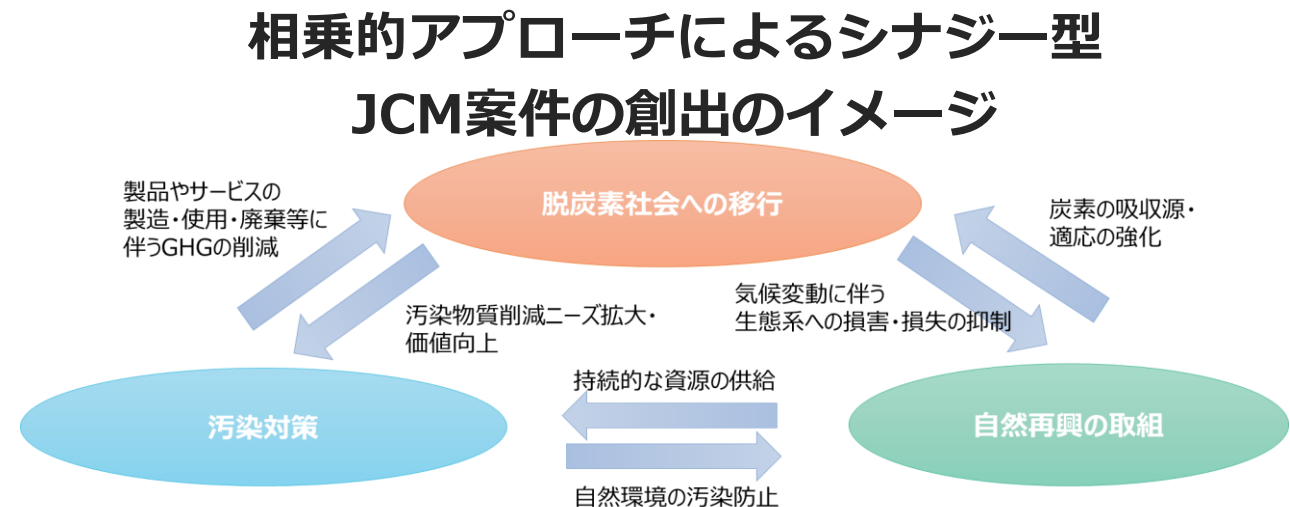 相乗的アプローチによるシナジー型
JCM案件の創出のイメージ
脱炭素社会への移行
製品やサービスの
製造・使用・廃棄等に
伴うGHGの削減
炭素の吸収源・
適応の強化
汚染物質削減ニーズ拡大・
価値向上
気候変動に伴う
生態系への損害・損失の抑制
持続的な資源の供給
汚染対策
自然再興の取組
自然環境の汚染防止